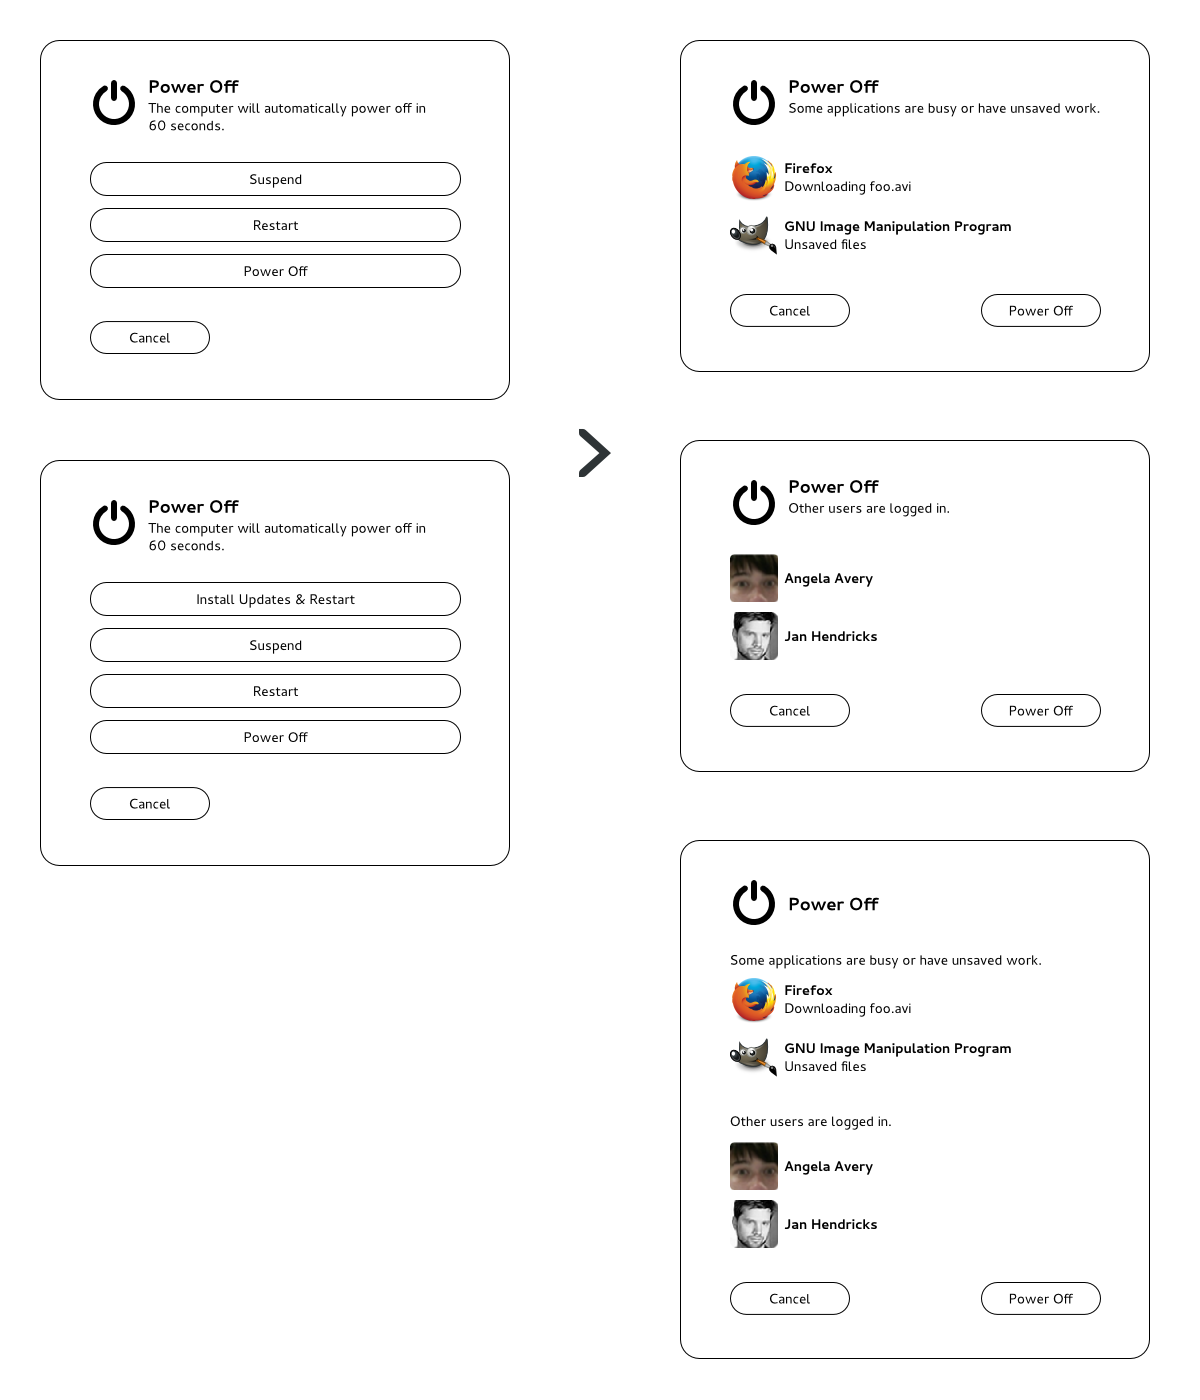 Power Off
The computer will automatically power off in
60 seconds.
Suspend
Restart
Power Off
Cancel
Power Off
The computer will automatically power off in
60 seconds.
Install Updates & Restart
Suspend
Restart
Power Off
Cancel
Power Off
Some applications are busy or have unsaved work.
Firefox
Downloading foo.avi
GNU Image Manipulation Program
Unsaved files
Cancel
Power Off
Power Off
Other users are logged in.
Angela Avery
Jan Hendricks
Cancel
Power Off
Power Off
Some applications are busy or have unsaved work.
Firefox
Downloading foo.avi
GNU Image Manipulation Program
Unsaved files
Other users are logged in.
Angela Avery
Jan Hendricks
Cancel
Power Off